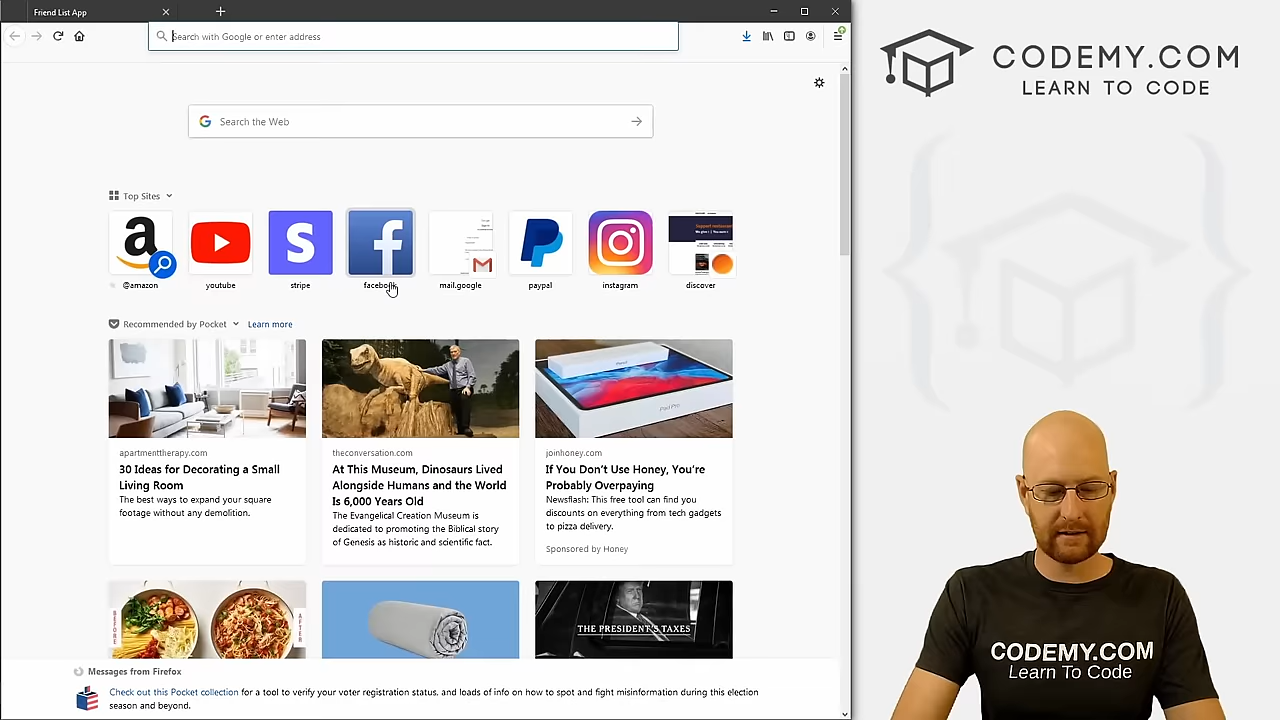 Friend List App
Search with Google or enter address
CODEMY.COM
LEARN TO CODE
Search the Web
Top Sites
@amazon
youtube
stripe
facebook
mail.google
paypal
instagram
discover
Recommended by Pocket
Learn more
apartmenttherapy.com
30 Ideas for Decorating a Small
Living Room
The best ways to expand your square
footage without any demolition.
theconversation.com
At This Museum, Dinosaurs Lived
Alongside Humans and the World
Is 6,000 Years Old
The Evangelical Creation Museum is
dedicated to promoting the Biblical story
of Genesis as historic and scientific fact.
joinhoney.com
If You Don't Use Honey, You're
Probably Overpaying
Newsflash: This free tool can find you
discounts on everything from tech gadgets
to pizza delivery.
Sponsored by Honey
BEFORE
AFTER
THE PRESIDENT'S TAXES
Messages from Firefox
Check out this Pocket collection for a tool to verify your voter registration status, and loads of info on how to spot and fight misinformation during this election
season and beyond.
CODEMY.COM
Learn To Code